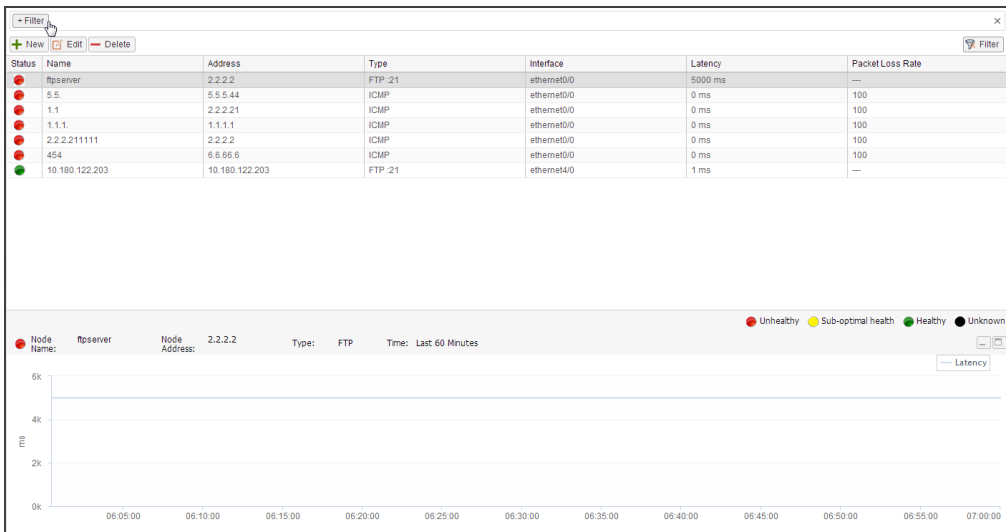 + Filter ×
New Edit Delete Filter
Status Name Address Type Interface Latency Packet Loss Rate
ftpserver 2.2.2.2 FTP :21 ethernet0/0 5000 ms ---
5.5. 5.5.5.44 ICMP ethernet0/0 0 ms 100
1.1 2.2.2.21 ICMP ethernet0/0 0 ms 100
1.1.1. 1.1.1.1 ICMP ethernet0/0 0 ms 100
2.2.2.211111 2.2.2.2 ICMP ethernet0/0 0 ms 100
454 6.6.66.6 ICMP ethernet0/0 0 ms 100
10.180.122.203 10.180.122.203 FTP :21 ethernet4/0 1 ms ---
Unhealthy Sub-optimal health Healthy Unknown
Node Name: ftpserver Node Address: 2.2.2.2 Type: FTP Time: Last 60 Minutes
Latency
6k
4k
ms
2k
0k
06:05:00 06:10:00 06:15:00 06:20:00 06:25:00 06:30:00 06:35:00 06:40:00 06:45:00 06:50:00 06:55:00 07:00:00